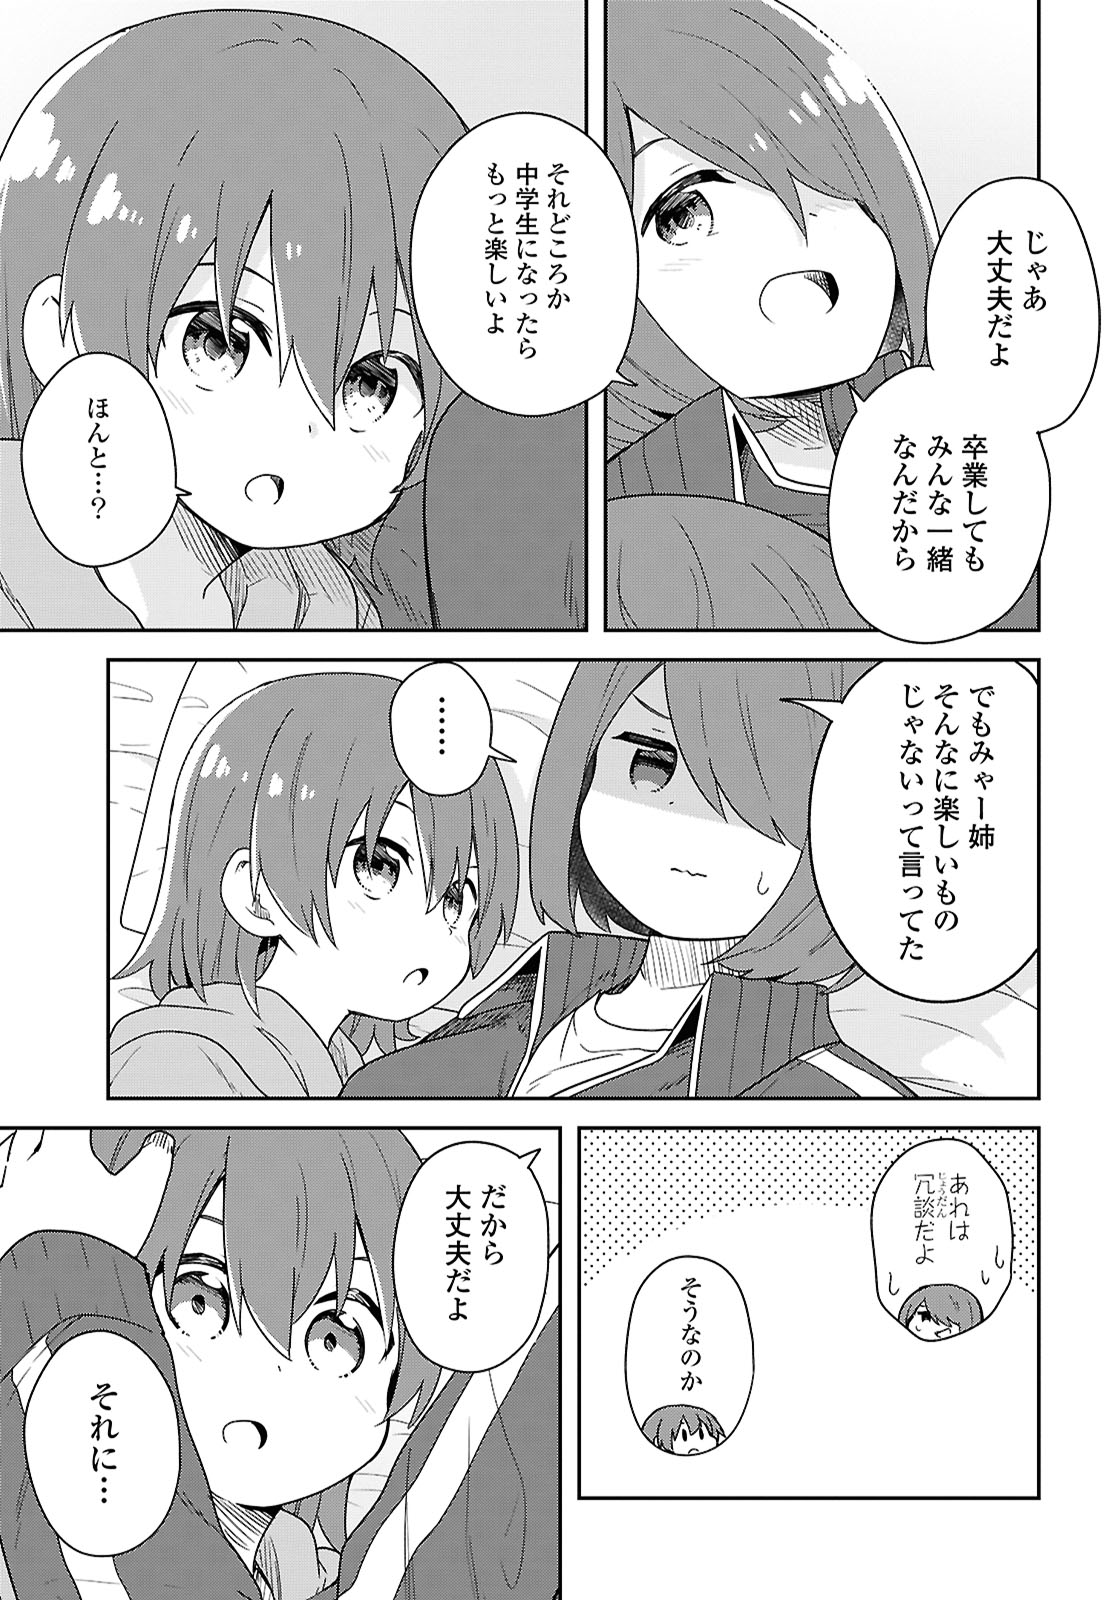 じゃあ
大丈夫だよ
卒業しても
みんな一緒
なんだから
それどころか
中学生になったら
もっと楽しいよ
ほんと…？
でもみゃー姉
そんなに楽しいもの
じゃないって言ってた
……
あれは
冗談だよ
じょうだん
そうなのか
だから
大丈夫だよ
それに…